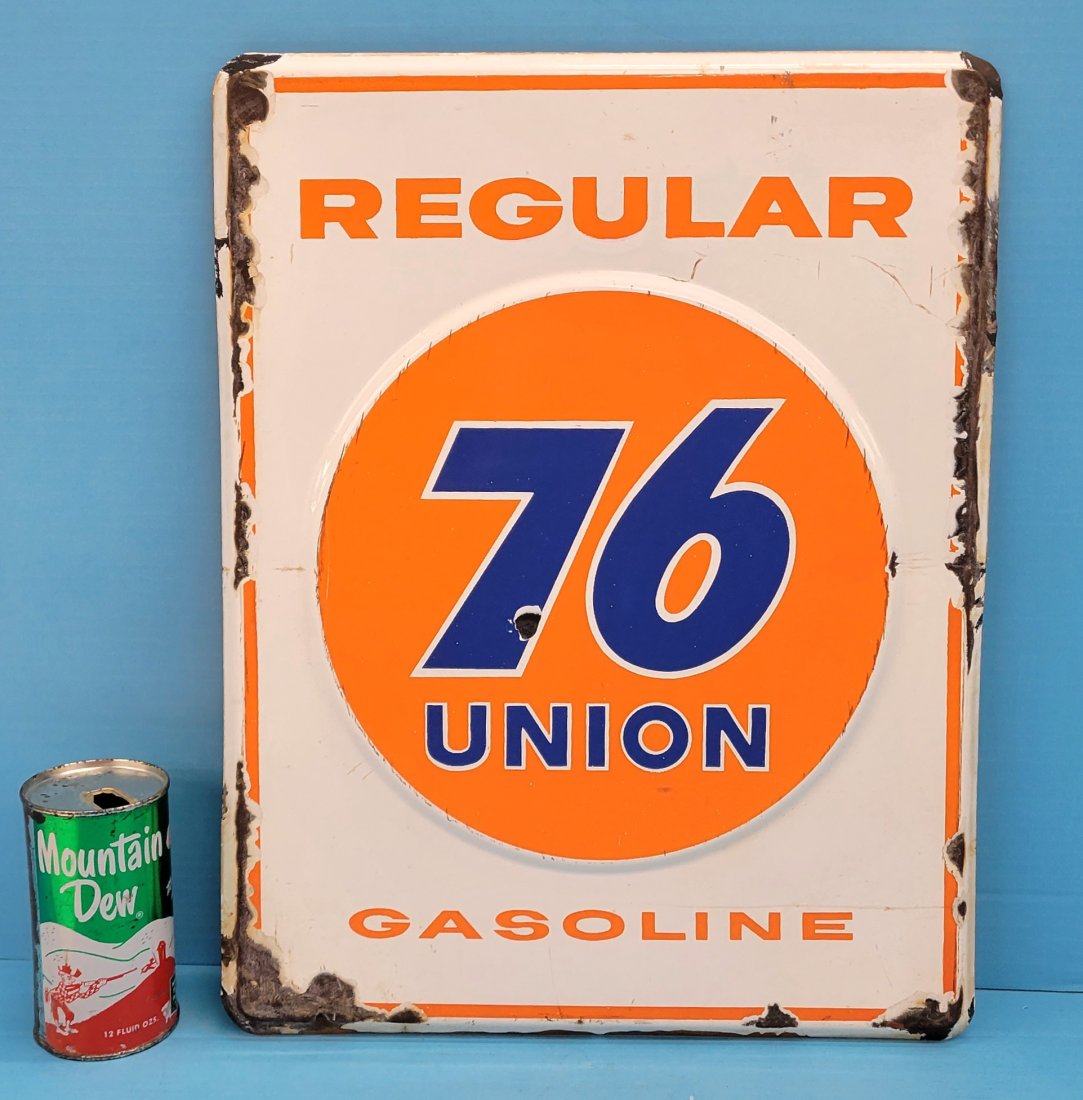 REGULAR
76
UNION
GASOLINE
Mountain
Dew®
12 FLUID OZS.